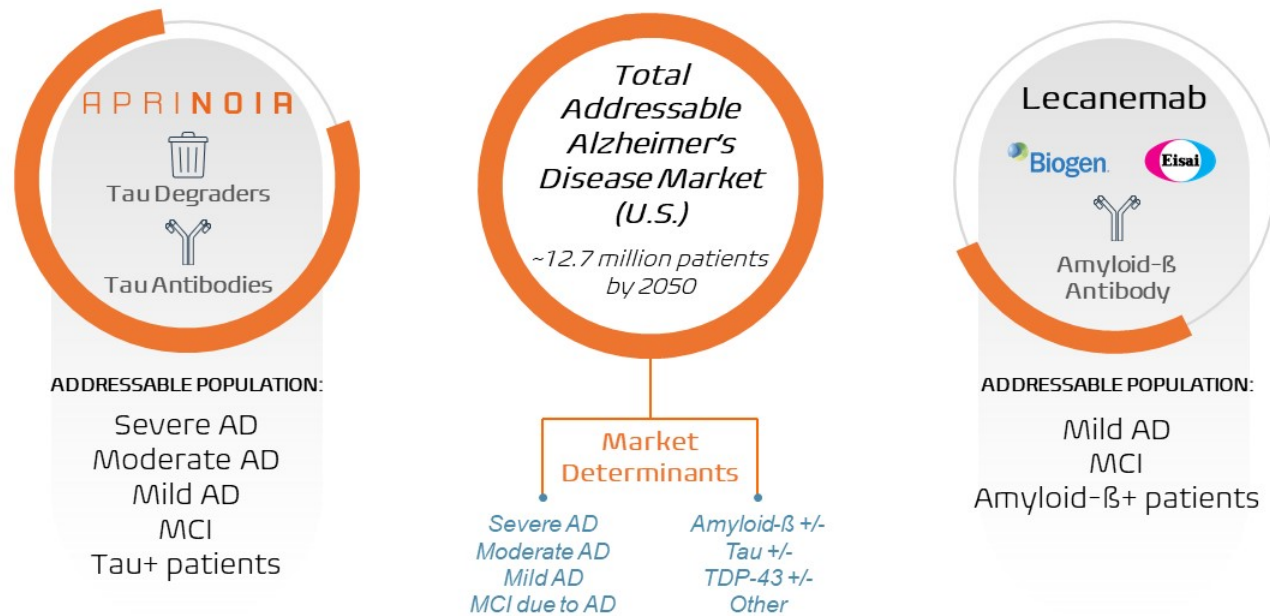 APRINOIA
Tau Degraders
Tau Antibodies
ADDRESSABLE POPULATION:
Severe AD
Moderate AD
Mild AD
MCI
Tau+ patients
Total
Addressable
Alzheimer's
Disease Market
(U.S.)
~12.7 million patients
by 2050
Market
Determinants
Severe AD
Moderate AD
Mild AD
MCI due to AD
Amyloid-ß +/-
Tau +/-
TDP-43 +/-
Other
Lecanemab
Biogen
Eisai
Amyloid-ß
Antibody
ADDRESSABLE POPULATION:
Mild AD
MCI
Amyloid-ß+ patients